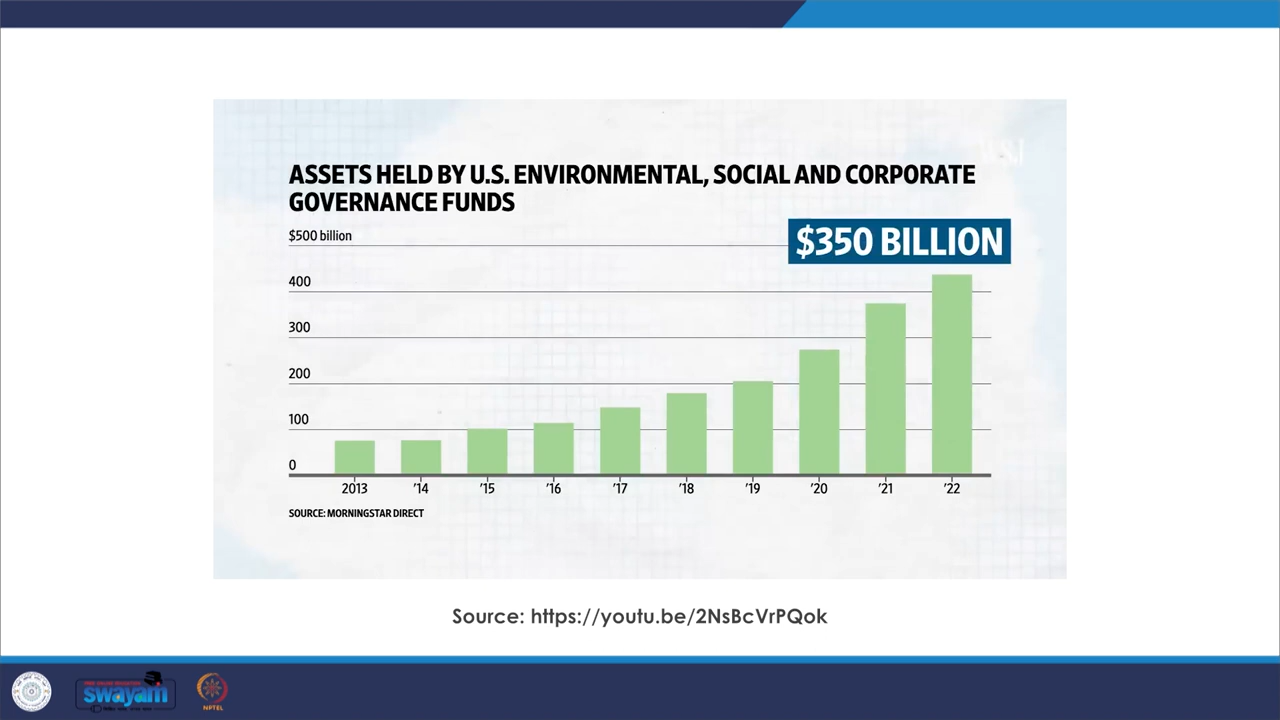 WSJ
ASSETS HELD BY U.S. ENVIRONMENTAL, SOCIAL AND CORPORATE
GOVERNANCE FUNDS
$500 billion
$350 BILLION
400
300
200
100
0
2013 '14 '15 '16 '17 '18 '19 '20 '21 '22
SOURCE: MORNINGSTAR DIRECT
Source: https://youtu.be/2NsBcVrPQok
swayam
NPTEL